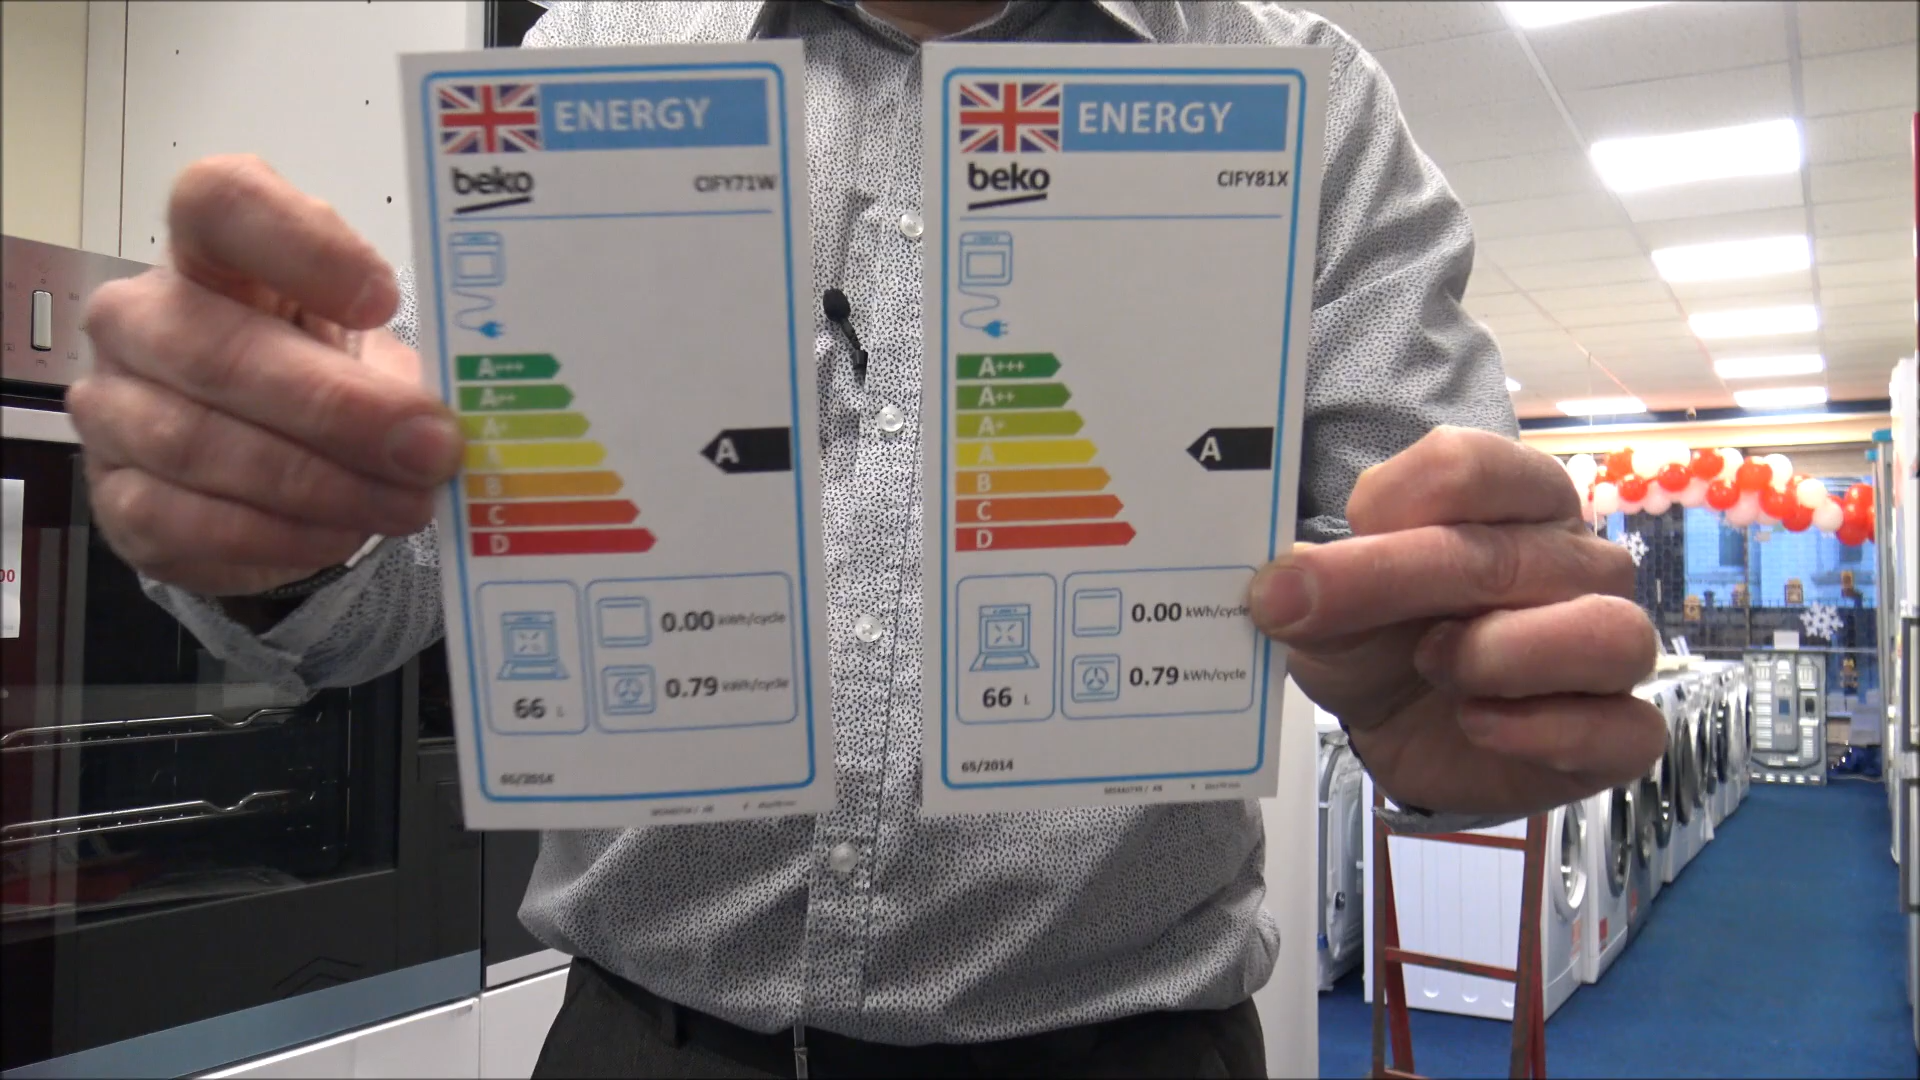 ENERGY
beko
CIFY71W
A+++
A++
A+
A
B
C
D
A
0.00 kWh/cycle
0.79 kWh/cycle
66 L
65/2014
ENERGY
beko
CIFY81X
A+++
A++
A+
A
B
C
D
A
0.00 kWh/cycle
0.79 kWh/cycle
66 L
65/2014